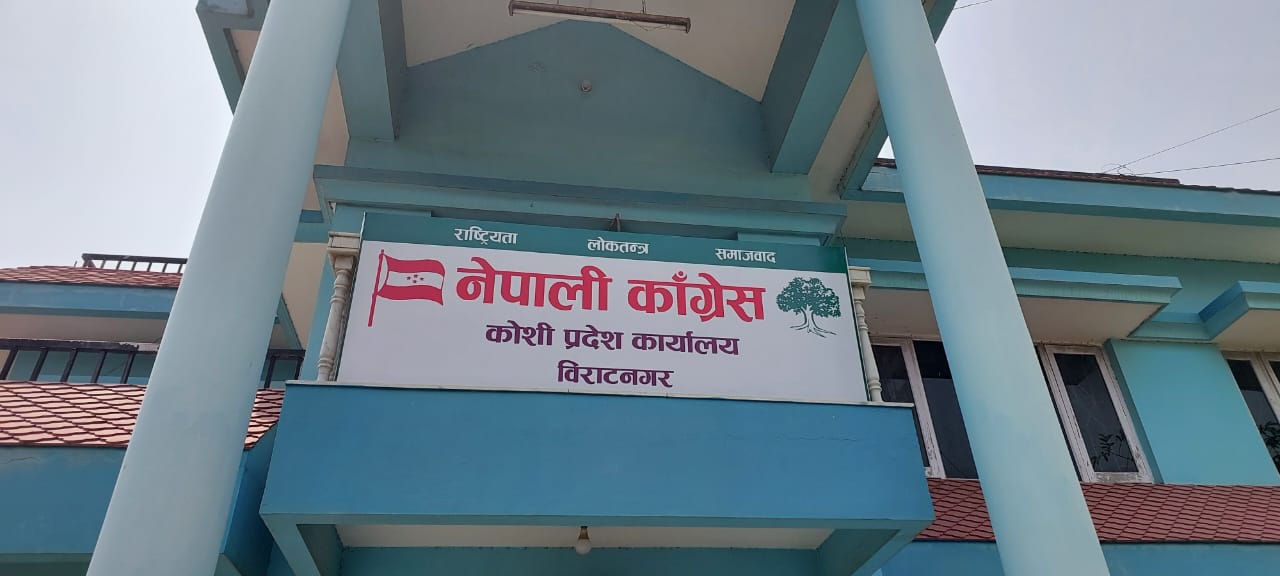 राष्ट्रियता लोकतन्त्र समाजवाद
नेपाली काँग्रेस
कोशी प्रदेश कार्यालय
विराटनगर